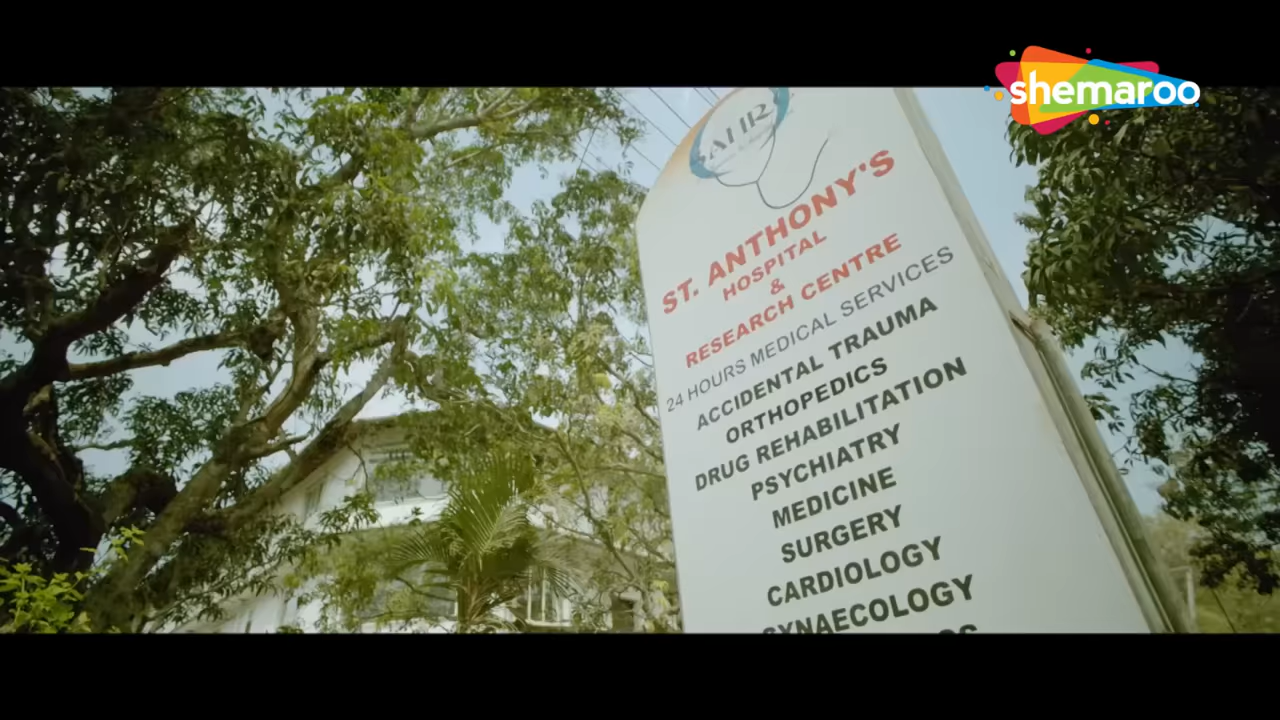 shemaroo
ST. ANTHONY'S
HOSPITAL
&
RESEARCH CENTRE
24 HOURS MEDICAL SERVICES
ACCIDENTAL TRAUMA
ORTHOPEDICS
DRUG REHABILITATION
PSYCHIATRY
MEDICINE
SURGERY
CARDIOLOGY
GYNAECOLOGY